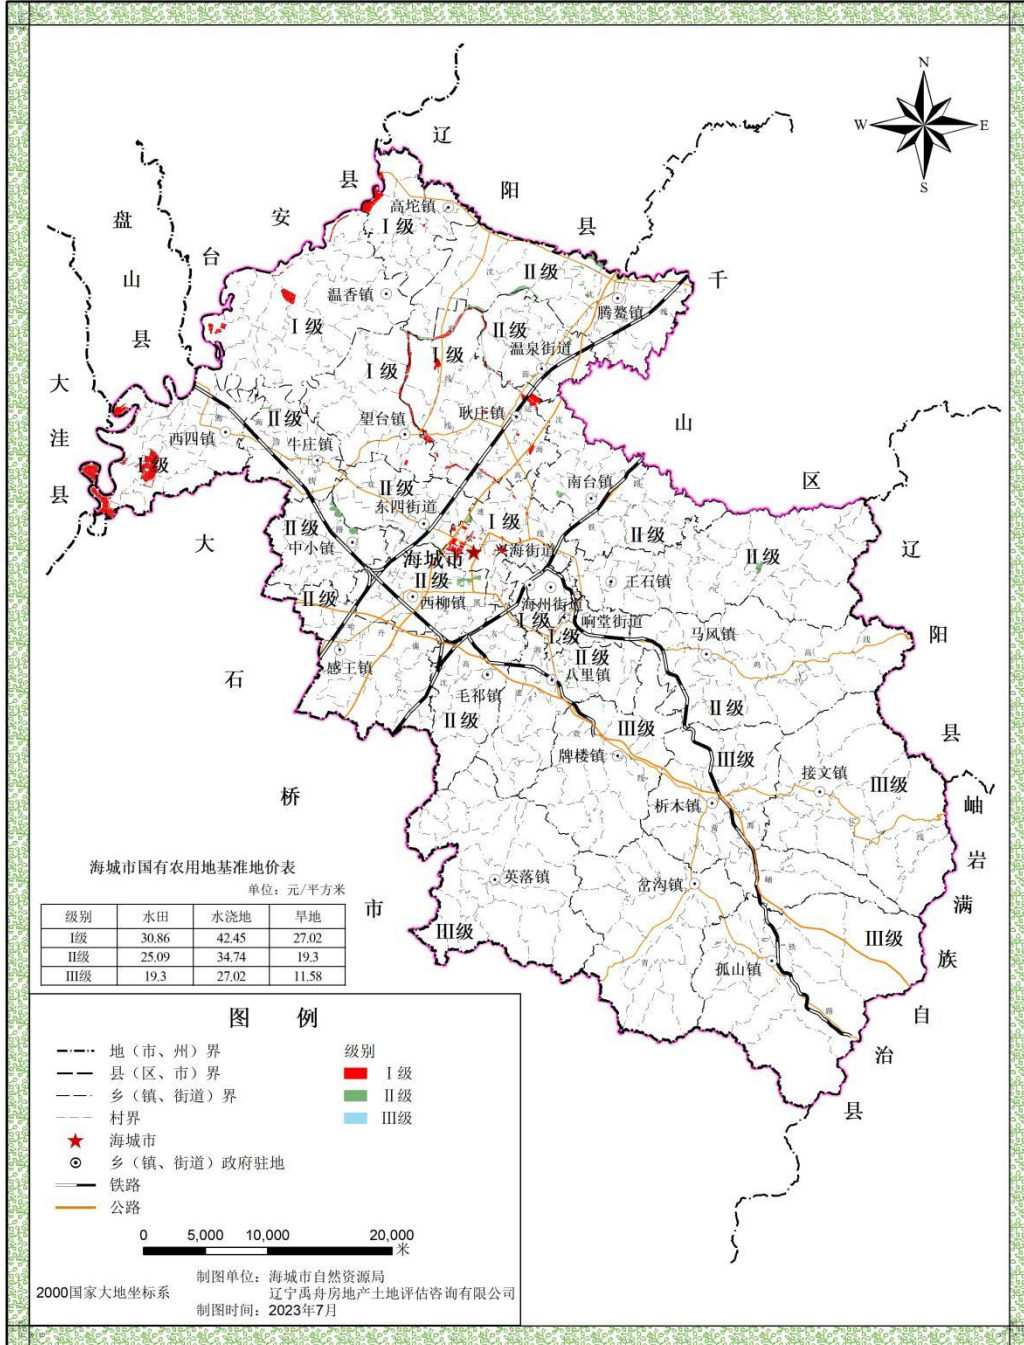 N
W
E
S
辽
阳
县
安
台
县
盘
山
县
大
洼
县
大
石
桥
市
千
山
区
辽
阳
县
岫
岩
满
族
自
治
县
高坨镇
I级
II级
温香镇
腾鳌镇
I级
II级
I级
温泉街道
I级
II级
西四镇
牛庄镇
望台镇
耿庄镇
I级
II级
东四街道
南台镇
II级
中小镇
I级
II级
II级
海城市
兴海街道
II级
西柳镇
王石镇
II级
海州街道
I级
响堂街道
I级
马风镇
感王镇
II级
八里镇
毛祁镇
II级
II级
III级
牌楼镇
III级
接文镇
III级
析木镇
英落镇
岔沟镇
III级
III级
孤山镇
海城市国有农用地基准地价表
单位：元/平方米
级别 水田 水浇地 旱地
I级 30.86 42.45 27.02
II级 25.09 34.74 19.3
III级 19.3 27.02 11.58
图 例
地（市、州）界
县（区、市）界
乡（镇、街道）界
村界
海城市
乡（镇、街道）政府驻地
铁路
公路
级别
I级
II级
III级
0 5,000 10,000 20,000
米
2000国家大地坐标系
制图单位：海城市自然资源局
辽宁禹舟房地产土地评估咨询有限公司
制图时间：2023年7月